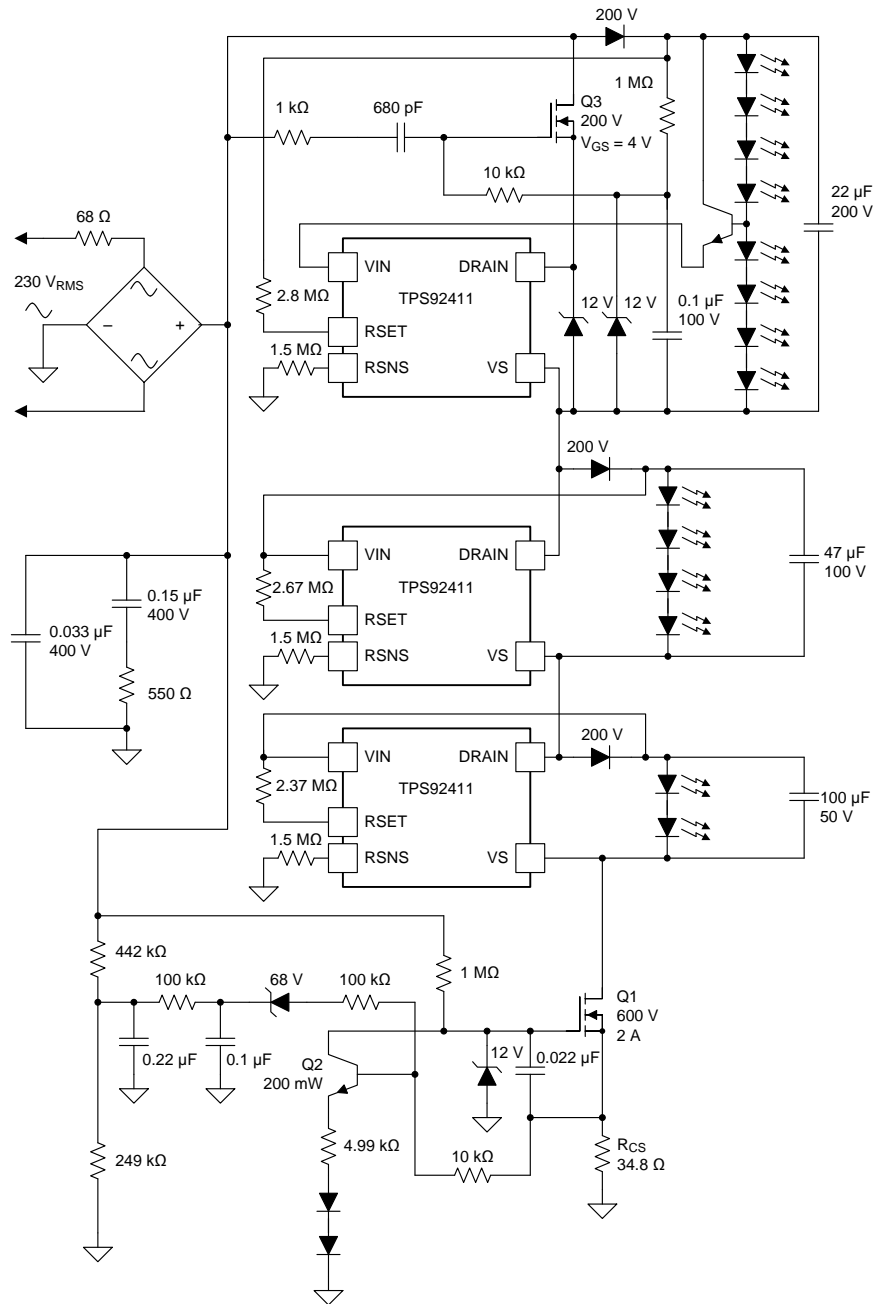 200 V
1 MΩ
Q3
200 V
VGS = 4 V
1 kΩ
680 pF
10 kΩ
22 µF
200 V
68 Ω
230 VRMS
–
+
VIN
DRAIN
TPS92411
2.8 MΩ
RSET
1.5 MΩ
RSNS
VS
12 V
12 V
0.1 µF
100 V
200 V
VIN
DRAIN
TPS92411
2.67 MΩ
RSET
1.5 MΩ
RSNS
VS
47 µF
100 V
0.15 µF
400 V
0.033 µF
400 V
550 Ω
200 V
VIN
DRAIN
TPS92411
2.37 MΩ
RSET
1.5 MΩ
RSNS
VS
100 µF
50 V
442 kΩ
100 kΩ
68 V
100 kΩ
1 MΩ
Q1
600 V
2 A
0.22 µF
0.1 µF
Q2
200 mW
12 V
0.022 µF
4.99 kΩ
10 kΩ
RCS
34.8 Ω
249 kΩ